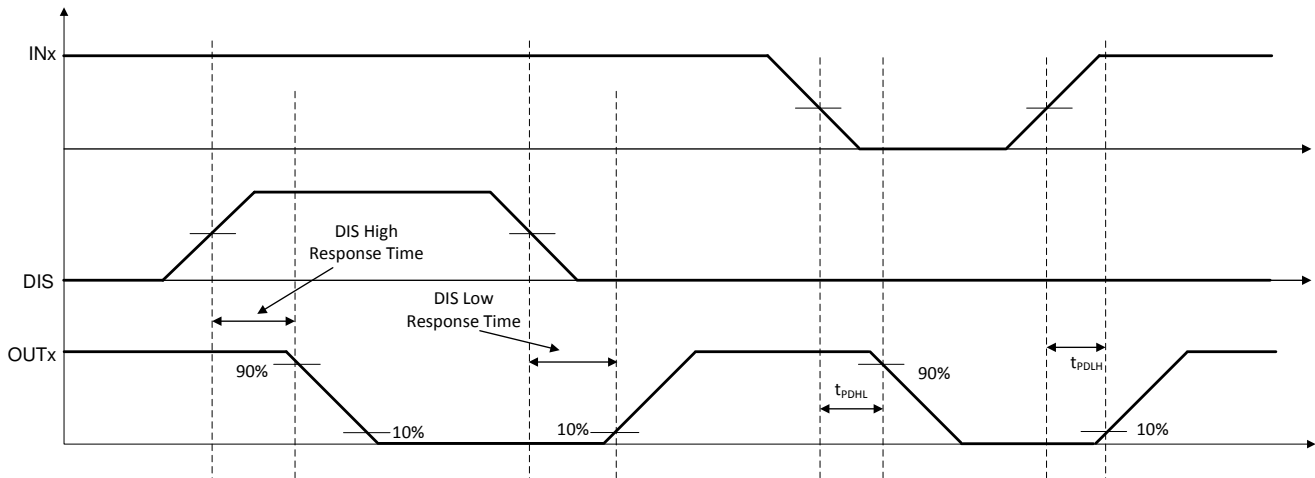 INx
DIS High
Response Time
DIS
DIS Low
Response Time
OUTx
90%
10%
10%
tPDHL
90%
tPDLH
10%